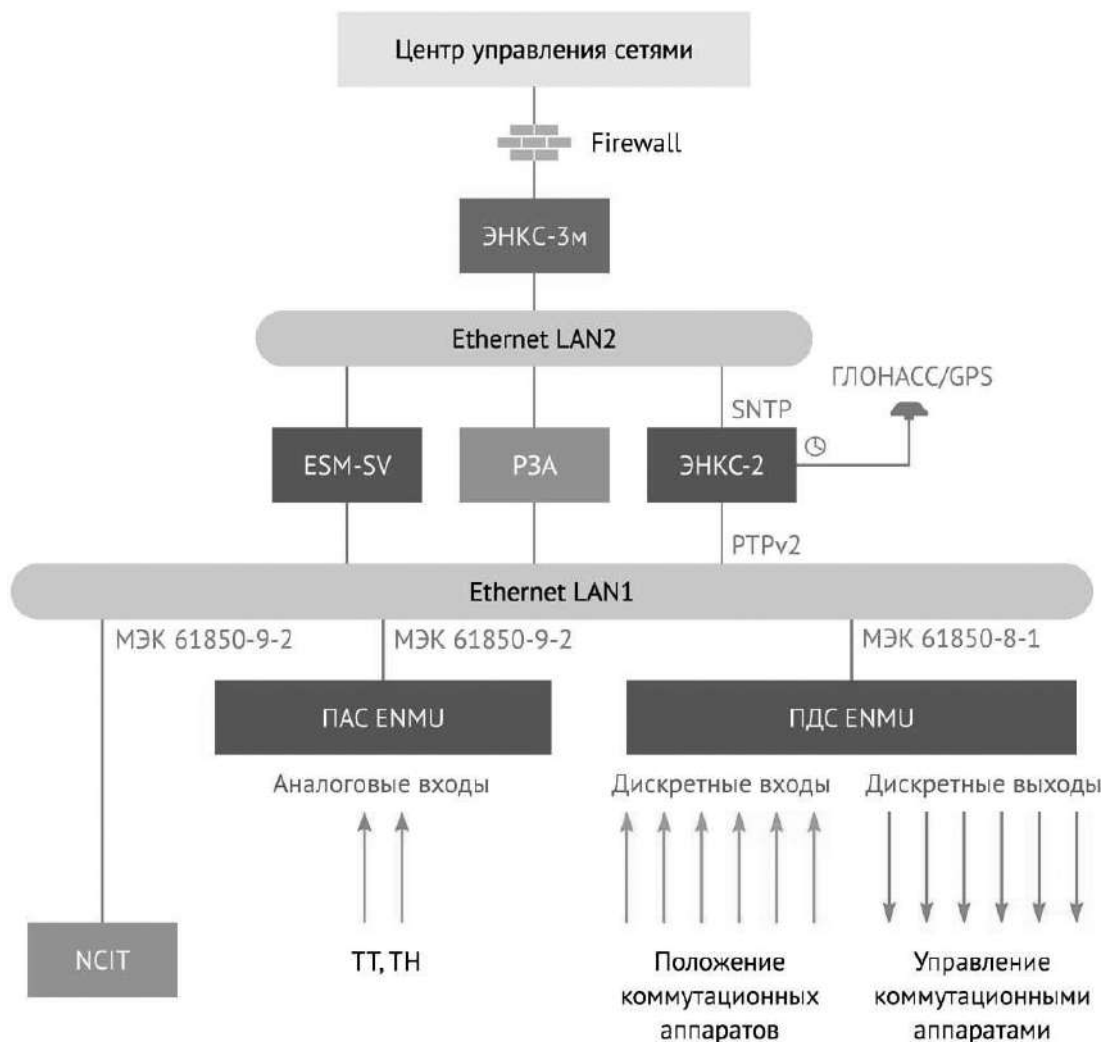 Центр управления сетями
Firewall
ЭНКС-3м
Ethernet LAN2
ГЛОНАСС/GPS
SNTP
ESM-SV
РЗА
ЭНКС-2
PTPv2
Ethernet LAN1
МЭК 61850-9-2
МЭК 61850-9-2
МЭК 61850-8-1
ПАС ENMU
ПДС ENMU
Аналоговые входы
Дискретные входы
Дискретные выходы
NCIT
ТТ, ТН
Положение
коммутационных
аппаратов
Управление
коммутационными
аппаратами